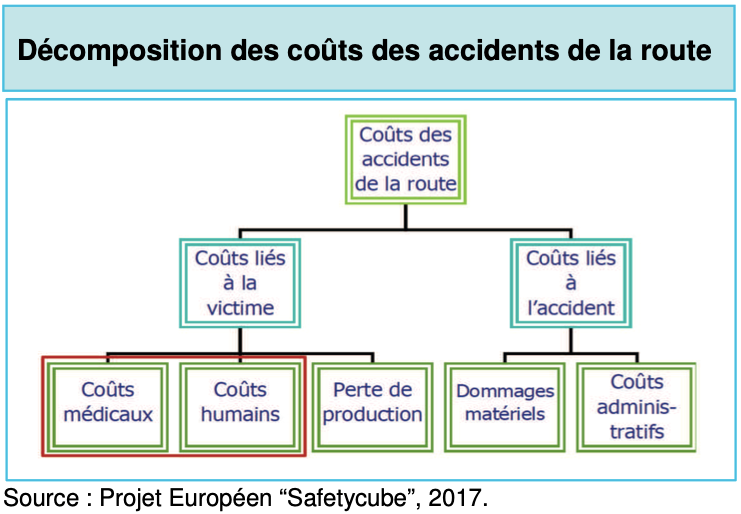 Décomposition des coûts des accidents de la route
Coûts des
accidents
de la route
Coûts liés
à la
victime
Coûts liés
à
l’accident
Coûts
médicaux
Coûts
humains
Perte de
production
Dommages
matériels
Coûts
adminis-
tratifs
Source : Projet Européen “Safetycube”, 2017.